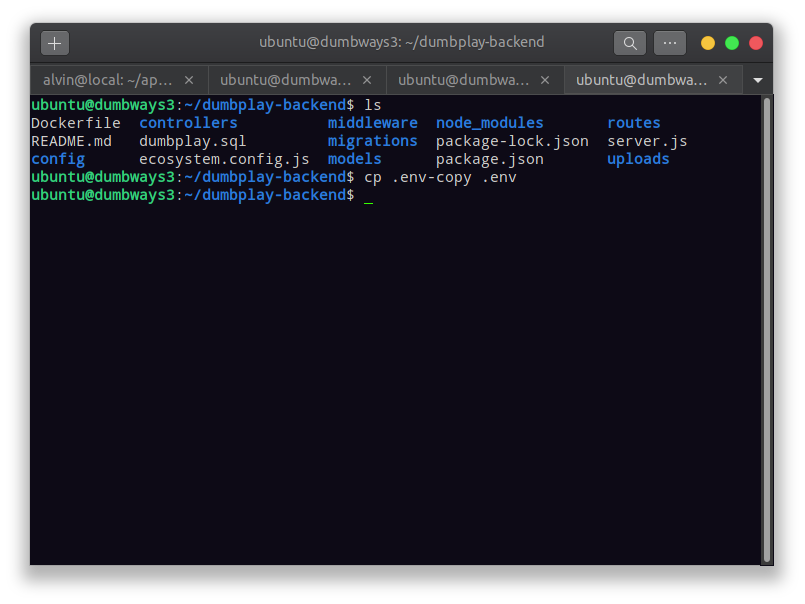 ubuntu@dumbways3: ~/dumbplay-backend
alvin@local: ~/ap... ubuntu@dumbwa... ubuntu@dumbwa... ubuntu@dumbwa...
ubuntu@dumbways3:~/dumbplay-backend$ ls
Dockerfile controllers middleware node_modules routes
README.md dumbplay.sql migrations package-lock.json server.js
config ecosystem.config.js models package.json uploads
ubuntu@dumbways3:~/dumbplay-backend$ cp .env-copy .env
ubuntu@dumbways3:~/dumbplay-backend$ _